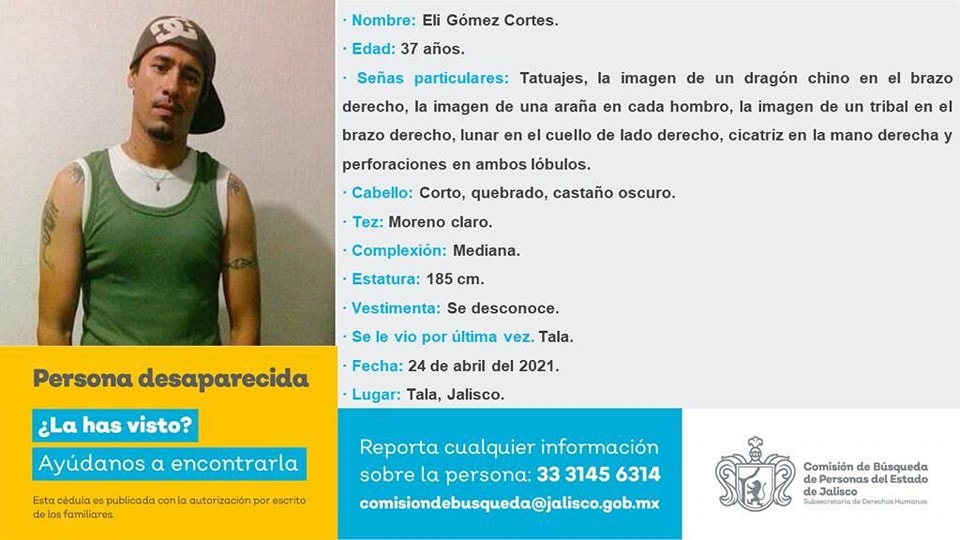 · Nombre: Eli Gómez Cortes.
· Edad: 37 años.
· Señas particulares: Tatuajes, la imagen de un dragón chino en el brazo
derecho, la imagen de una araña en cada hombro, la imagen de un tribal en el
brazo derecho, lunar en el cuello de lado derecho, cicatriz en la mano derecha y
perforaciones en ambos lóbulos.
· Cabello: Corto, quebrado, castaño oscuro.
· Tez: Moreno claro.
· Complexión: Mediana.
· Estatura: 185 cm.
· Vestimenta: Se desconoce.
· Se le vio por última vez. Tala.
· Fecha: 24 de abril del 2021.
· Lugar: Tala, Jalisco.
Persona desaparecida
¿La has visto?
Ayúdanos a encontrarla
Esta cédula es publicada con la autorización por escrito
de los familiares.
Reporta cualquier información
sobre la persona: 33 3145 6314
comisiondebusqueda@jalisco.gob.mx
Comisión de Búsqueda
de Personas del Estado
de Jalisco
Subsecretaría de Derechos Humanos